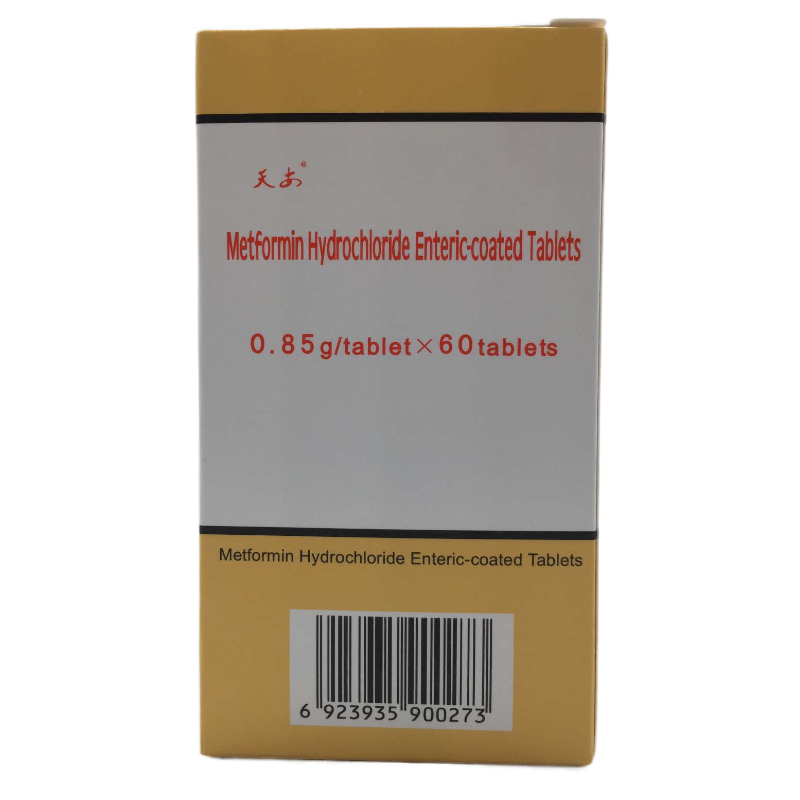 天安®
Metformin Hydrochloride Enteric-coated Tablets
0.85g/tablet×60tablets
Metformin Hydrochloride Enteric-coated Tablets
6 923935 900273